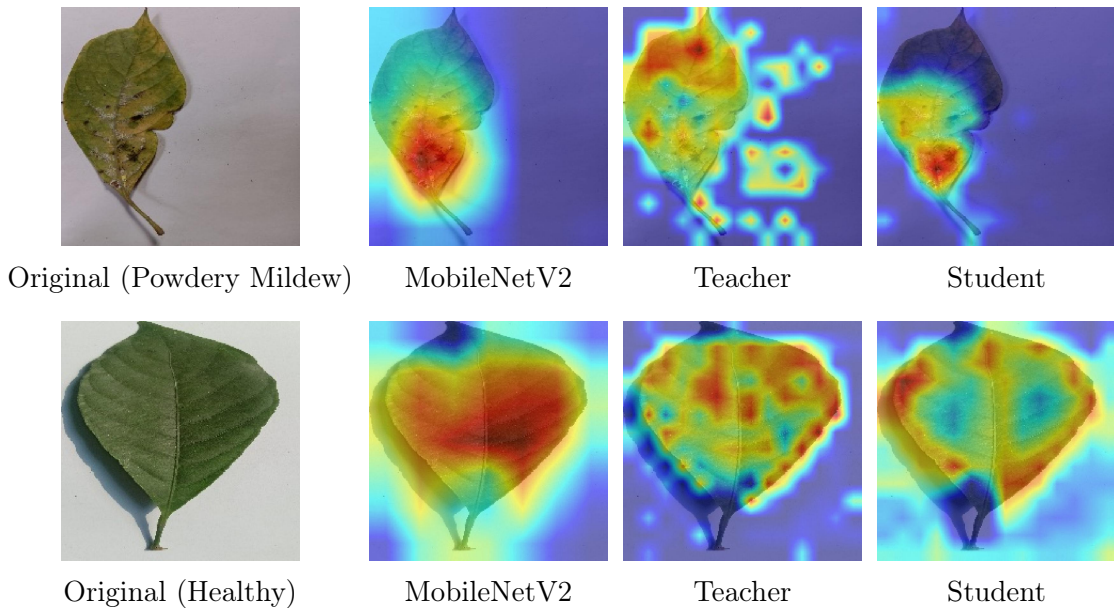 Original (Powdery Mildew) MobileNetV2 Teacher Student
Original (Healthy) MobileNetV2 Teacher Student